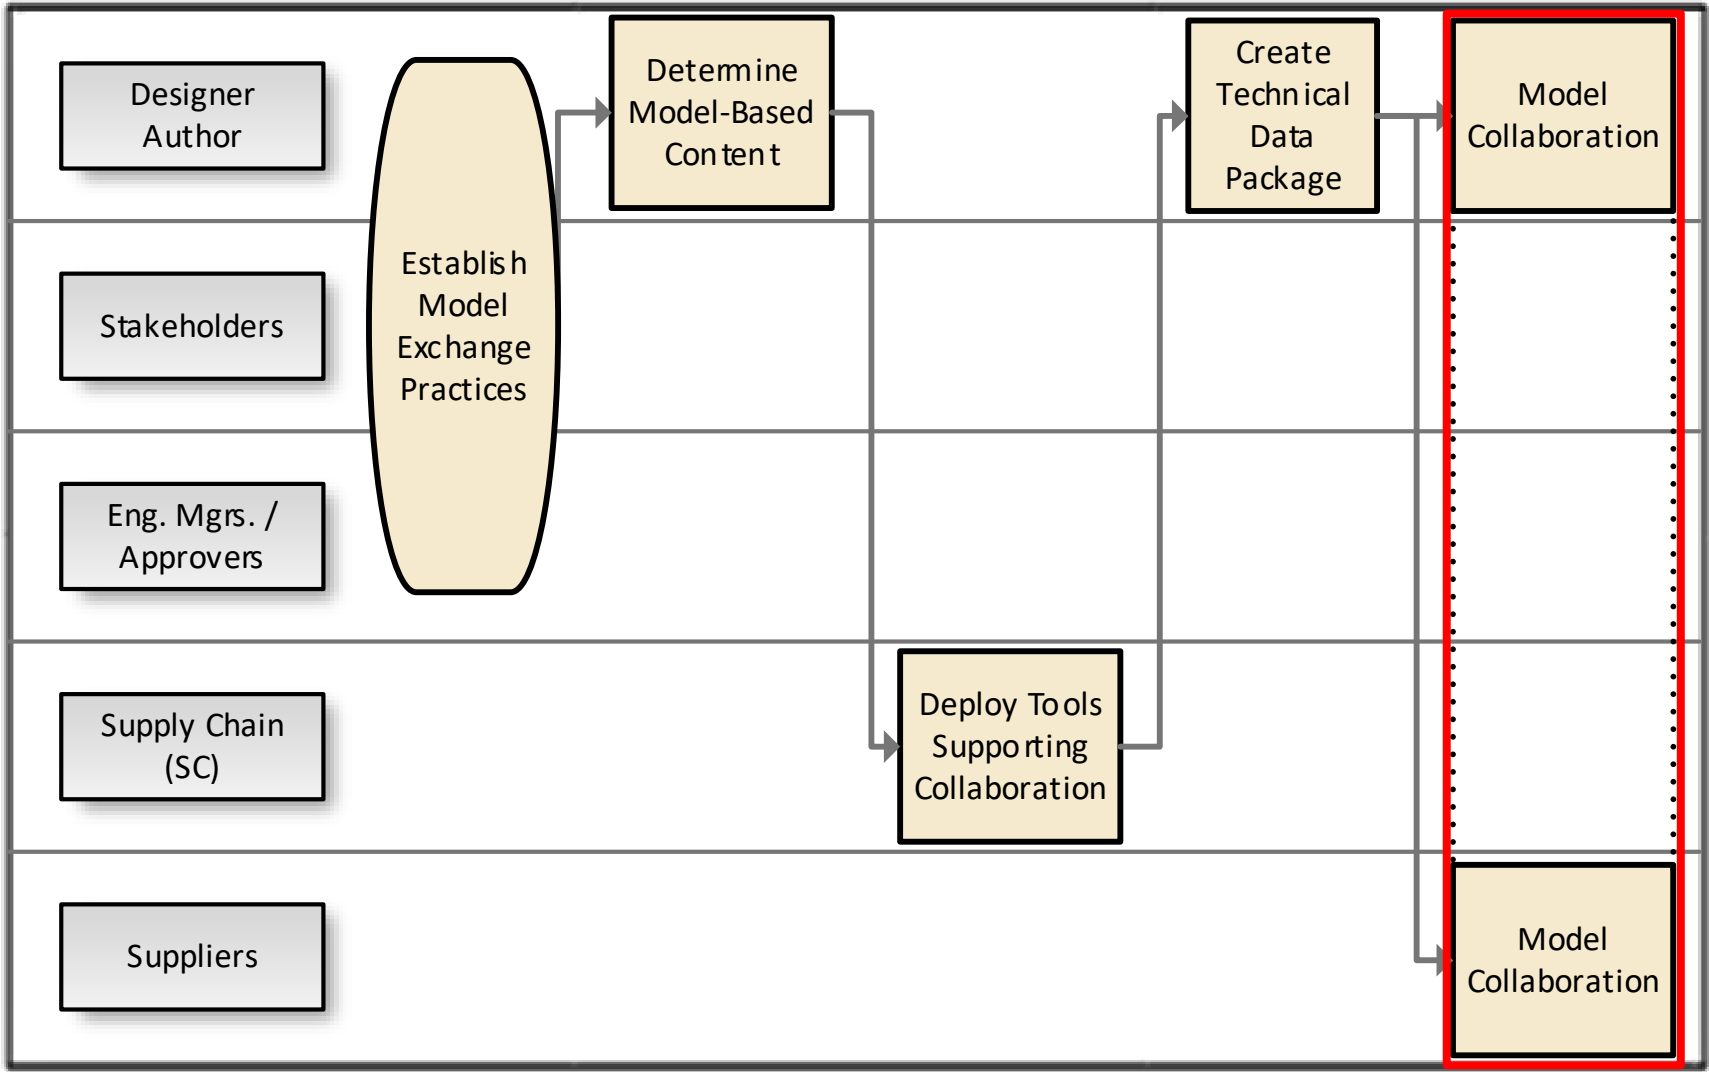 Designer
Author
Establish
Model
Exchange
Practices
Determine
Model-Based
Content
Create
Technical
Data
Package
Model
Collaboration
Stakeholders
Eng. Mgrs. /
Approvers
Supply Chain
(SC)
Deploy Tools
Supporting
Collaboration
Suppliers
Model
Collaboration